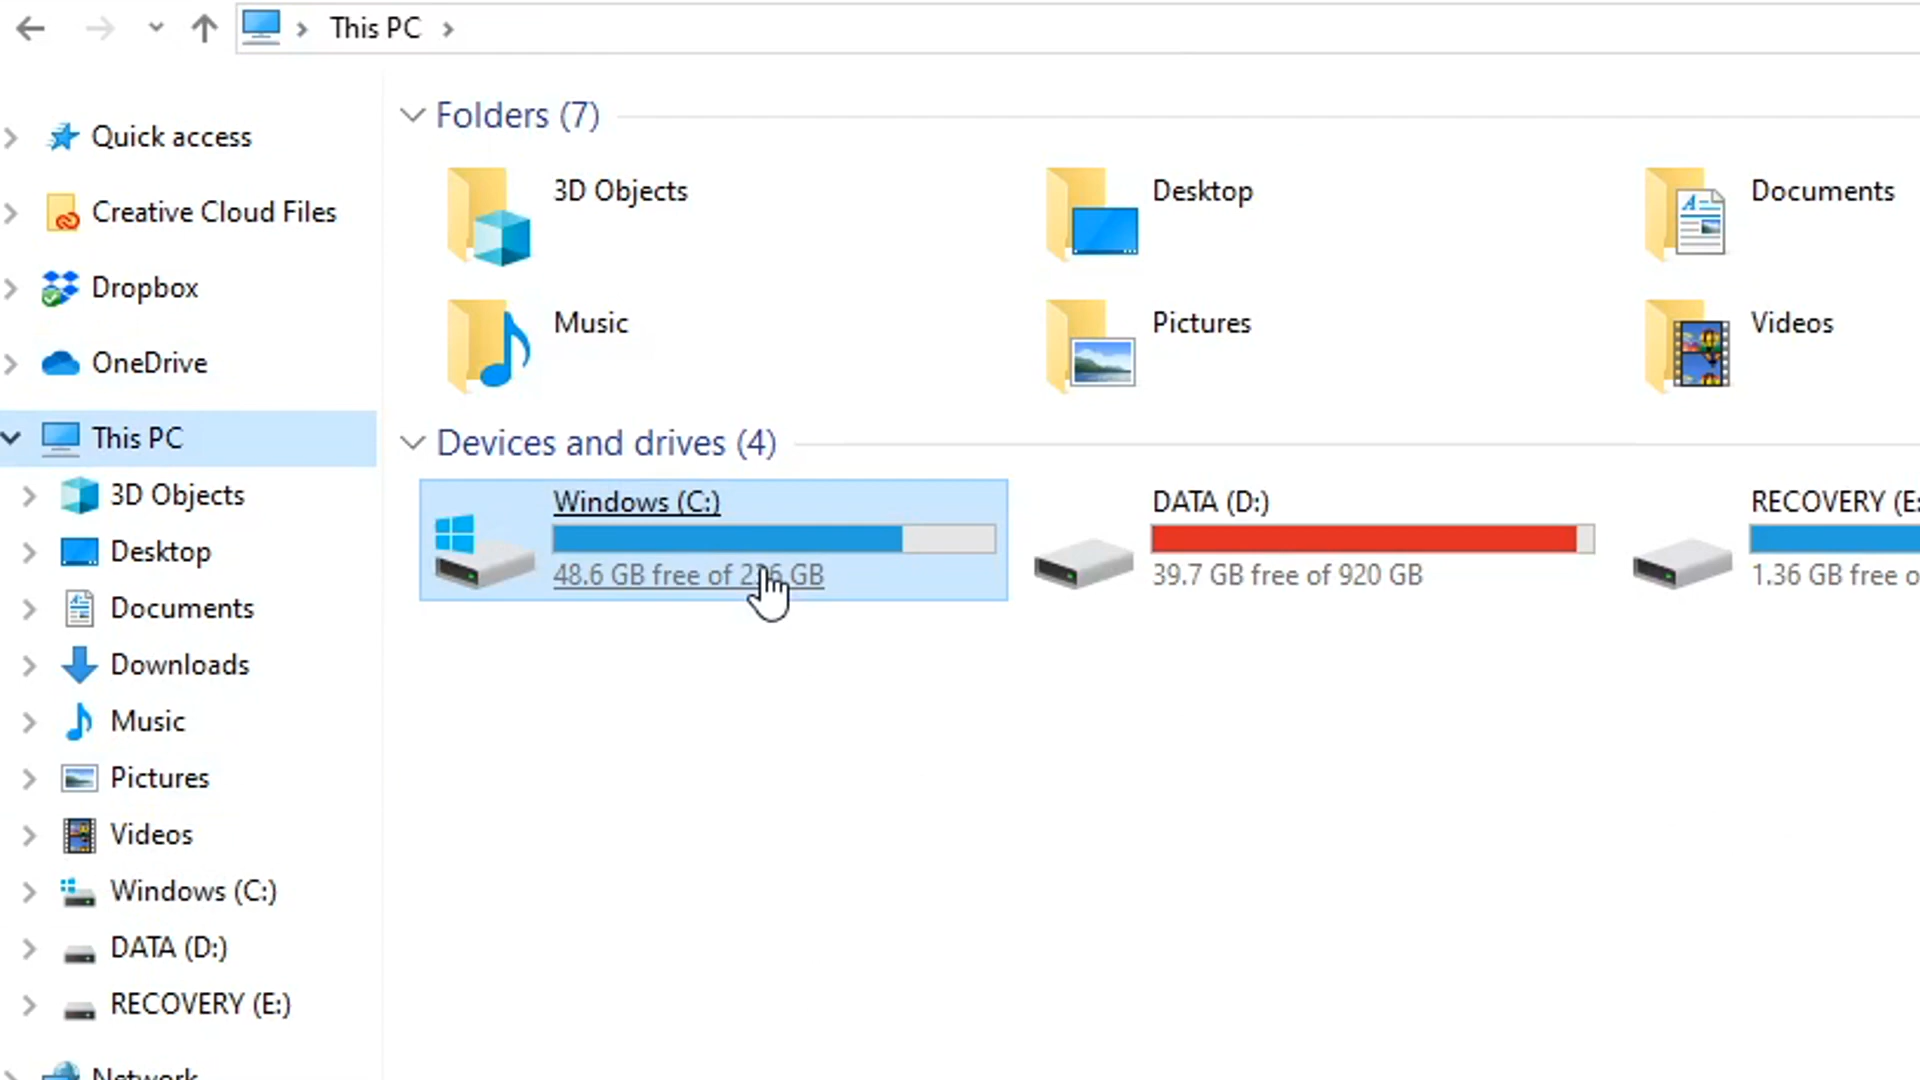 This PC
Folders (7)
3D Objects
Desktop
Documents
Music
Pictures
Videos
Devices and drives (4)
Windows (C:)
48.6 GB free of GB
DATA (D:)
39.7 GB free of 920 GB
RECOVERY (E:
1.36 GB free o
Quick access
Creative Cloud Files
Dropbox
OneDrive
This PC
3D Objects
Desktop
Documents
Downloads
Music
Pictures
Videos
Windows (C:)
DATA (D:)
RECOVERY (E:)
Network